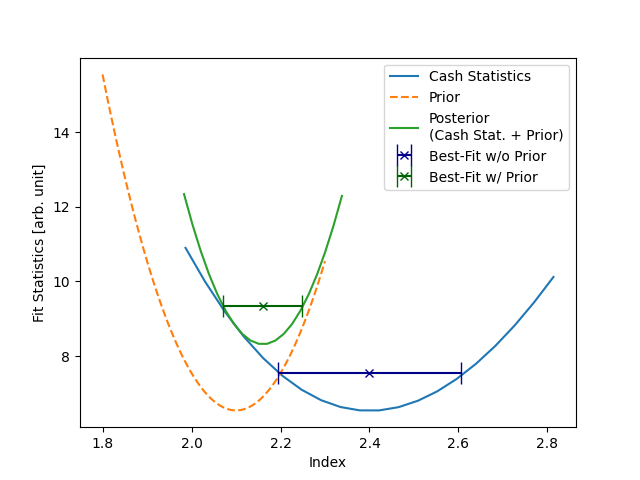 Cash Statistics
Prior
Posterior
(Cash Stat. + Prior)
Best-Fit w/o Prior
Best-Fit w/ Prior
14
12
10
8
Fit Statistics [arb. unit]
1.8 2.0 2.2 2.4 2.6 2.8
Index